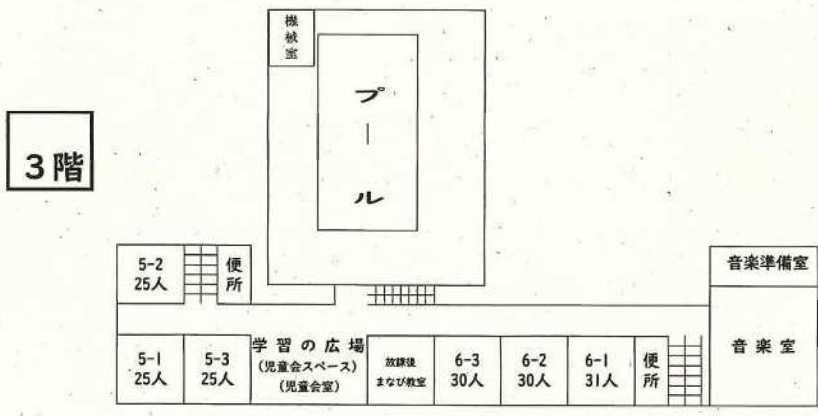 機械室
プール
3階
5-2
25人
便所
音楽準備室
5-1
25人
5-3
25人
学習の広場
(児童会スペース)
(児童会室)
放課後
まなび教室
6-3
30人
6-2
30人
6-1
31人
便所
音楽室